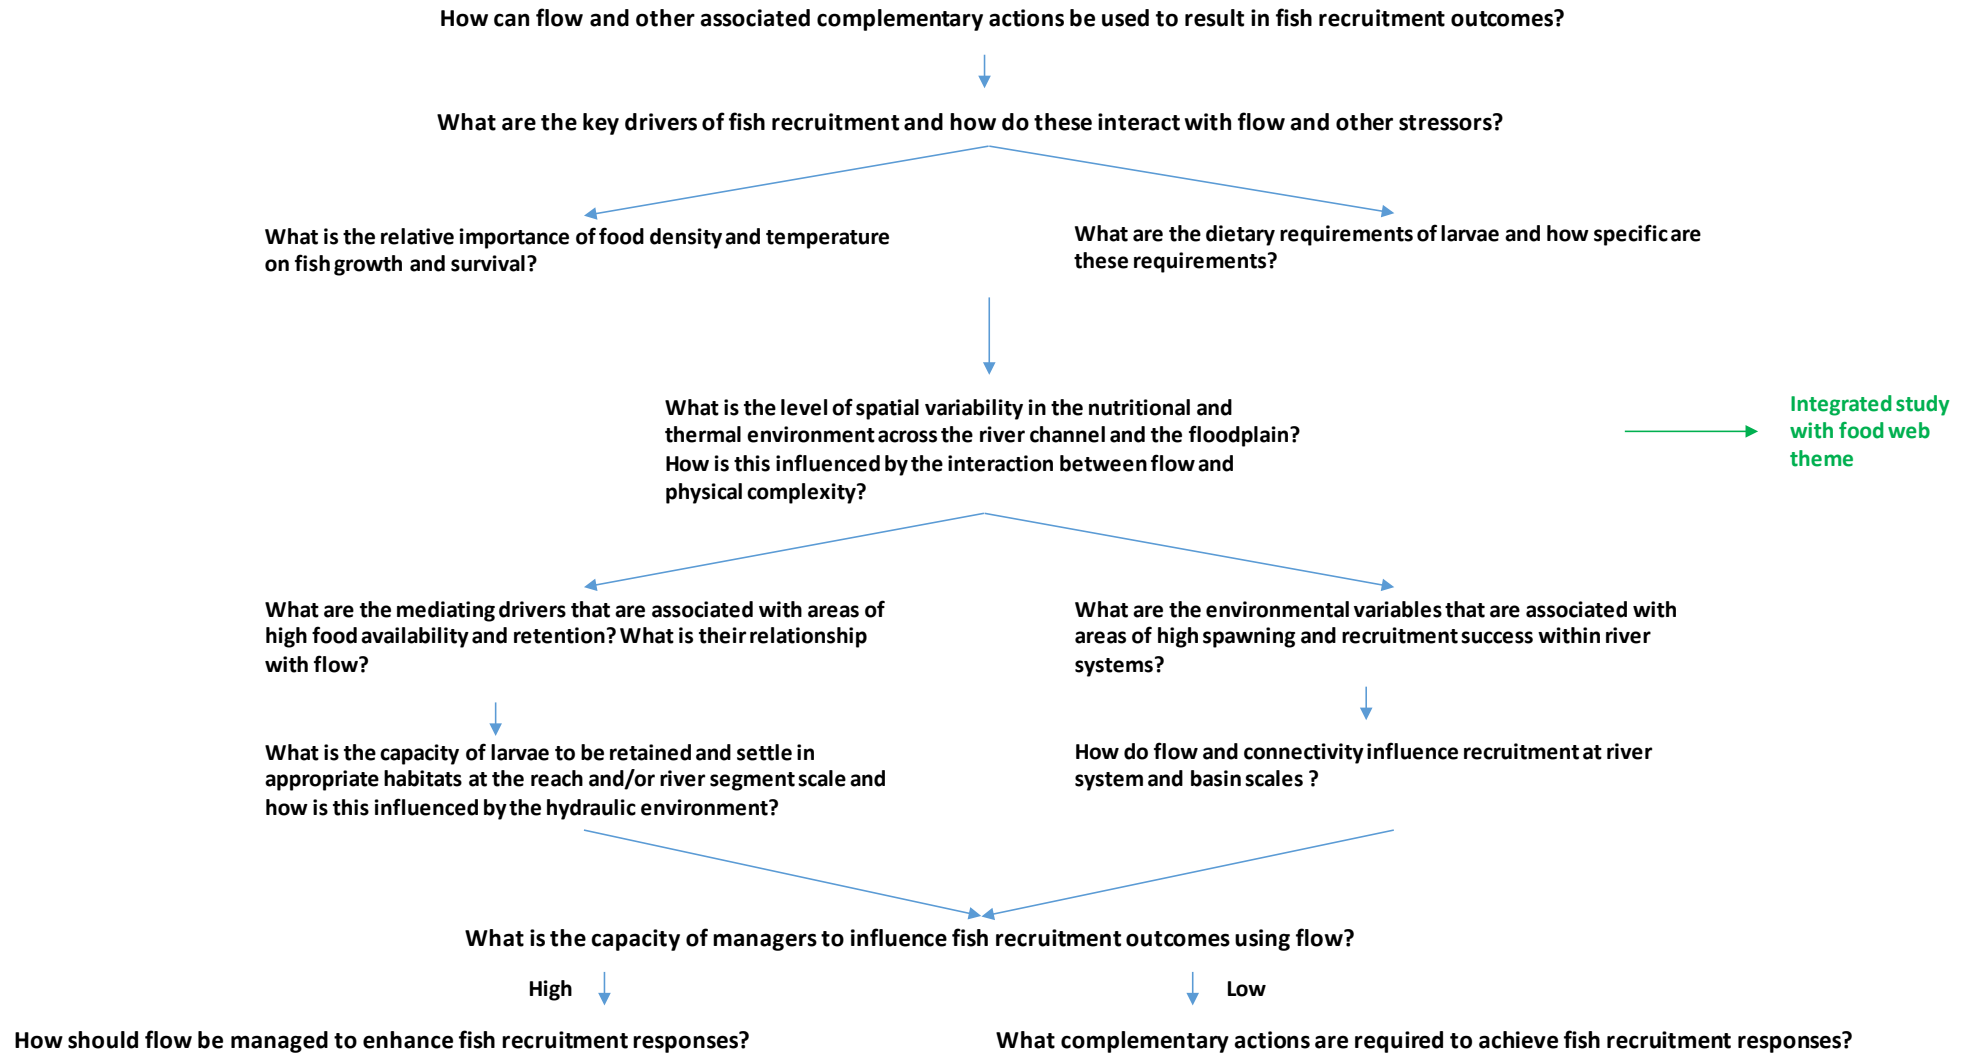 How can flow and other associated complementary actions be used to result in fish recruitment outcomes?
What are the key drivers of fish recruitment and how do these interact with flow and other stressors?
What is the relative importance of food density and temperature
on fish growth and survival?
What are the dietary requirements of larvae and how specific are
these requirements?
What is the level of spatial variability in the nutritional and
thermal environment across the river channel and the floodplain?
How is this influenced by the interaction between flow and
physical complexity?
Integrated study
with food web
theme
What are the mediating drivers that are associated with areas of
high food availability and retention? What is their relationship
with flow?
What are the environmental variables that are associated with
areas of high spawning and recruitment success within river
systems?
What is the capacity of larvae to be retained and settle in
appropriate habitats at the reach and/or river segment scale and
how is this influenced by the hydraulic environment?
How do flow and connectivity influence recruitment at river
system and basin scales ?
What is the capacity of managers to influence fish recruitment outcomes using flow?
High
Low
How should flow be managed to enhance fish recruitment responses?
What complementary actions are required to achieve fish recruitment responses?